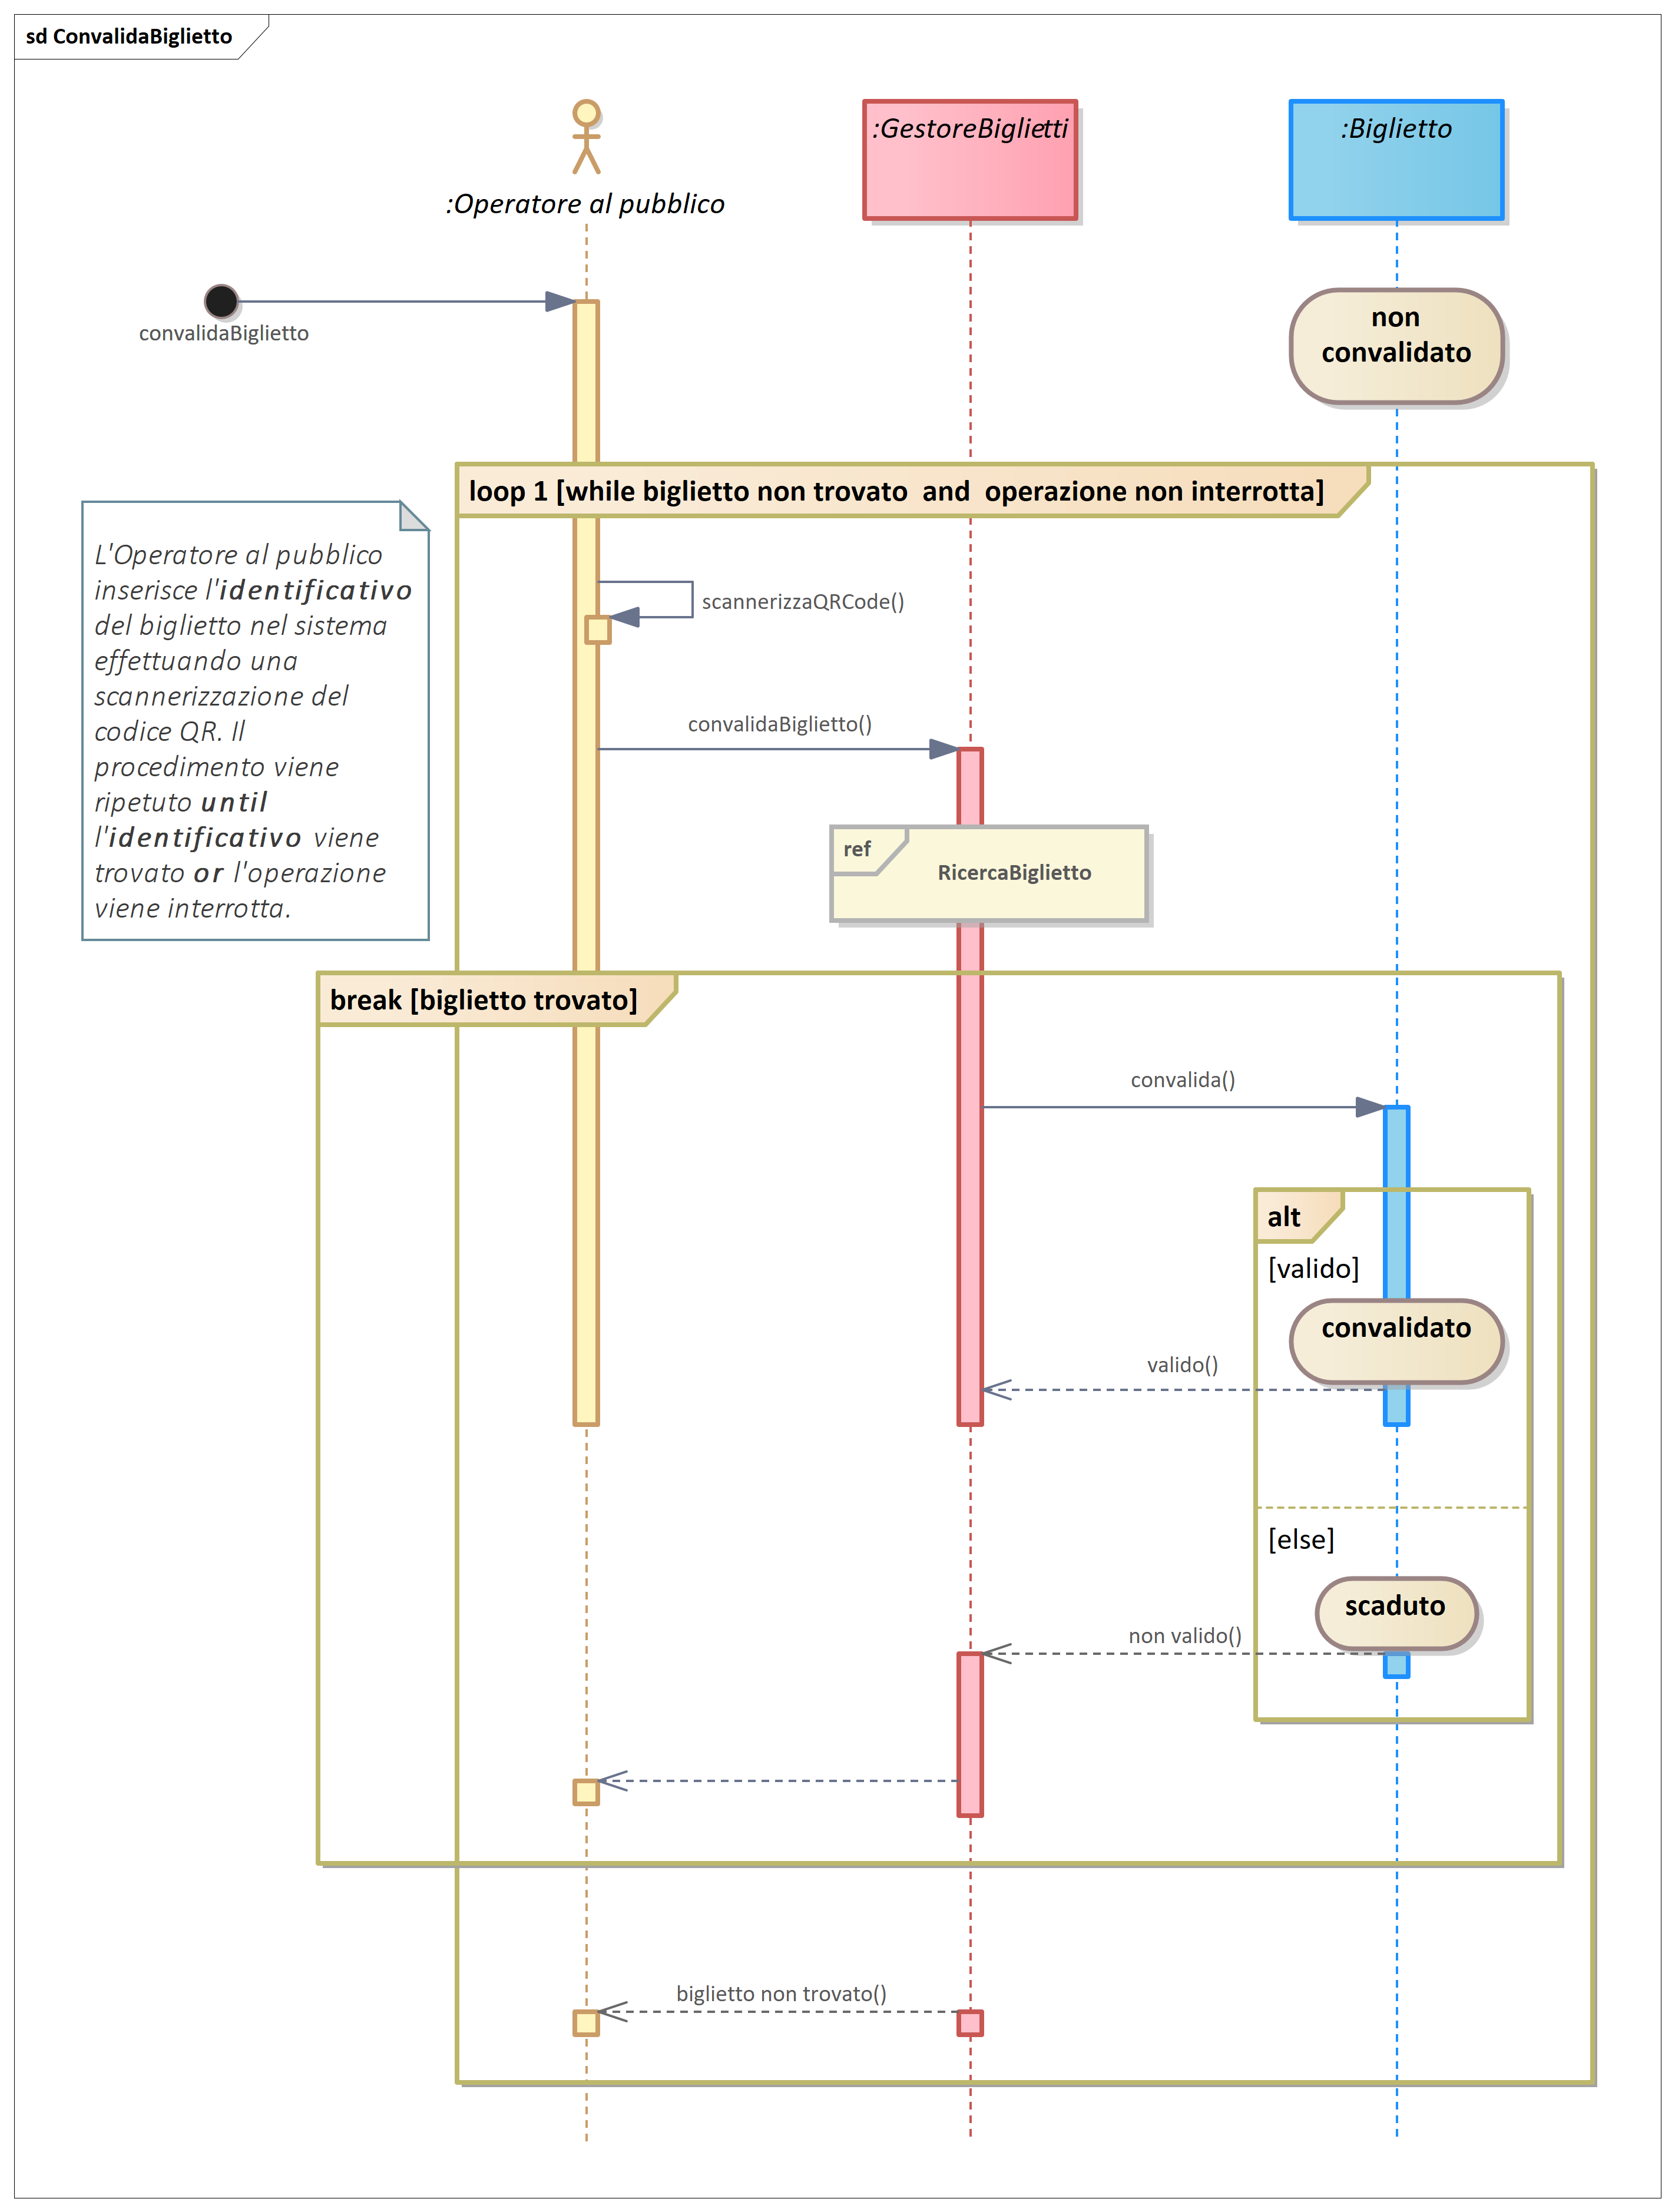 sd ConvalidaBiglietto
:Operatore al pubblico
:GestoreBiglietti
:Biglietto
convalidaBiglietto
non
convalidato
loop 1 [while biglietto non trovato  and  operazione non interrotta]
L'Operatore al pubblico
inserisce l'identificativo
del biglietto nel sistema
effettuando una
scannerizzazione del
codice QR. Il
procedimento viene
ripetuto until
l'identificativo viene
trovato or l'operazione
viene interrotta.
scannerizzaQRCode()
convalidaBiglietto()
ref
RicercaBiglietto
break [biglietto trovato]
convalida()
alt
[valido]
convalidato
valido()
[else]
scaduto
non valido()
biglietto non trovato()